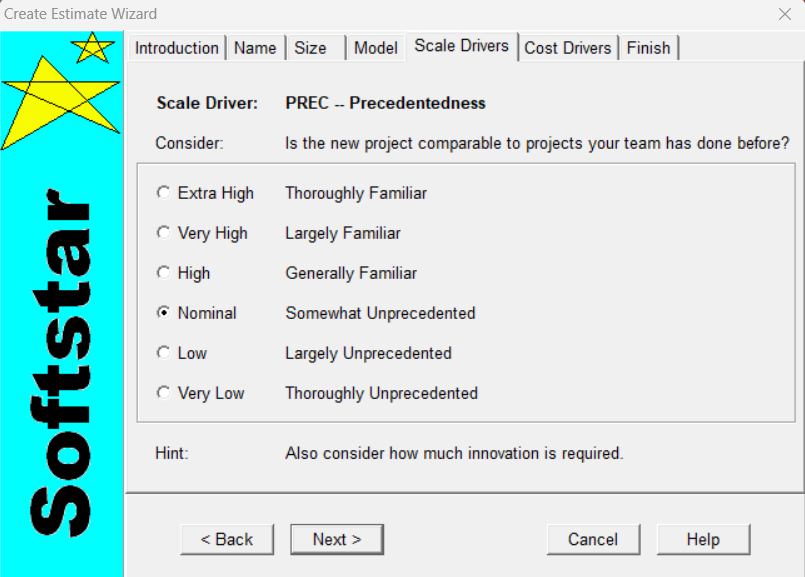 Create Estimate Wizard
Introduction Name Size Model Scale Drivers Cost Drivers Finish
Softstar
Scale Driver: PREC -- Precedentedness
Consider: Is the new project comparable to projects your team has done before?
Extra High Thoroughly Familiar
Very High Largely Familiar
High Generally Familiar
Nominal Somewhat Unprecedented
Low Largely Unprecedented
Very Low Thoroughly Unprecedented
Hint: Also consider how much innovation is required.
< Back Next > Cancel Help